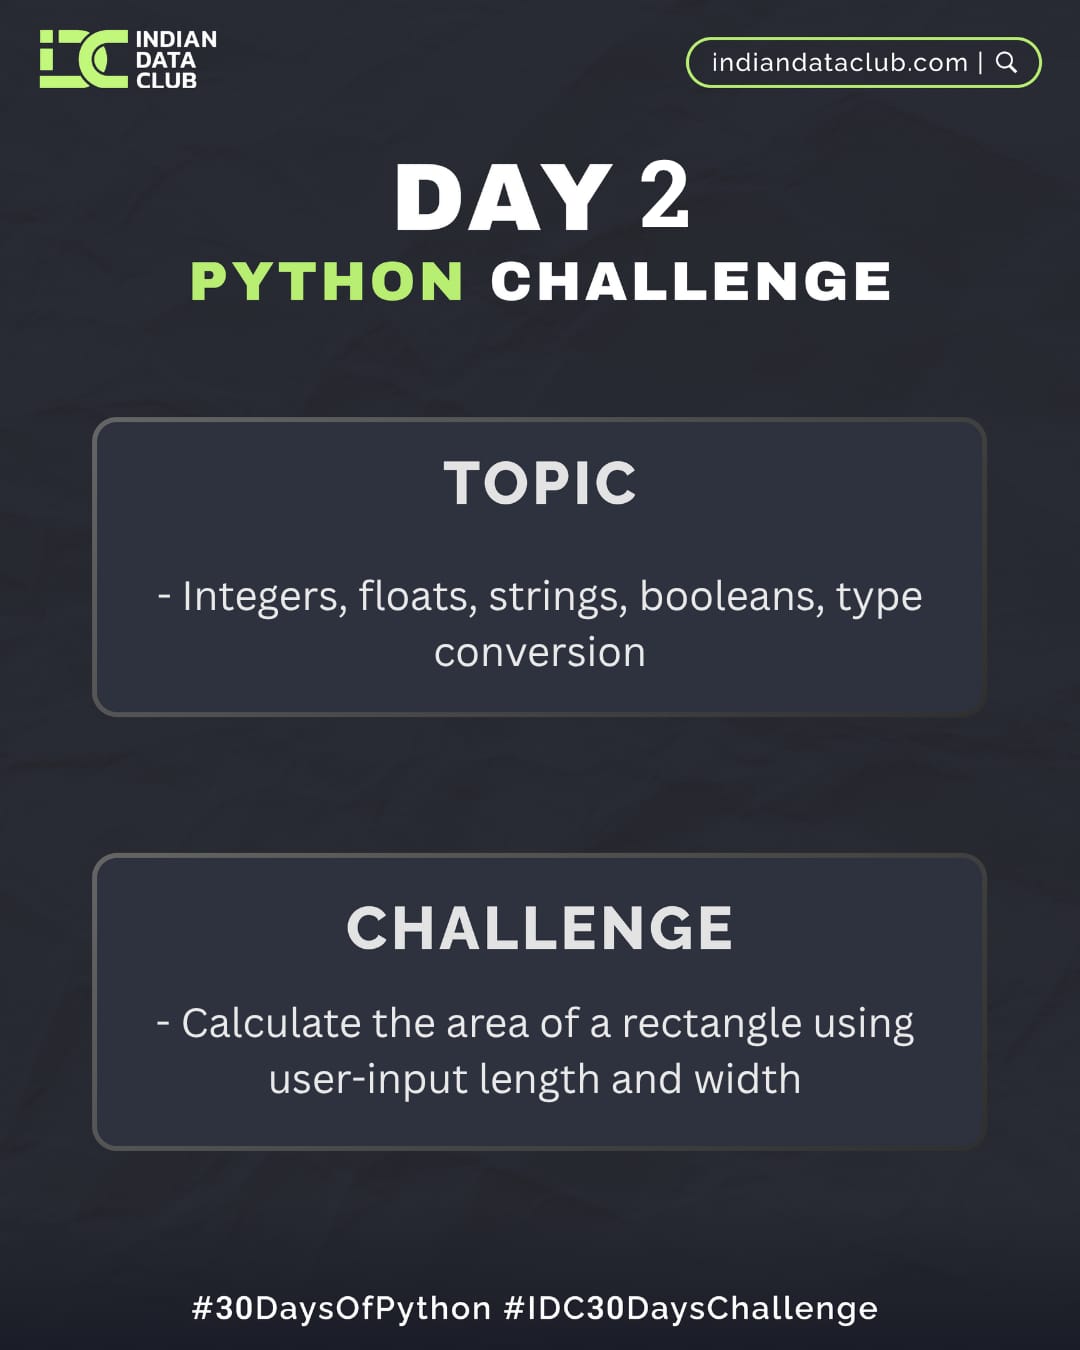 INDIAN
DATA
CLUB
indiandataclub.com |
DAY 2
PYTHON CHALLENGE
TOPIC
- Integers, floats, strings, booleans, type
conversion
CHALLENGE
- Calculate the area of a rectangle using
user-input length and width
#30DaysOfPython #IDC30DaysChallenge